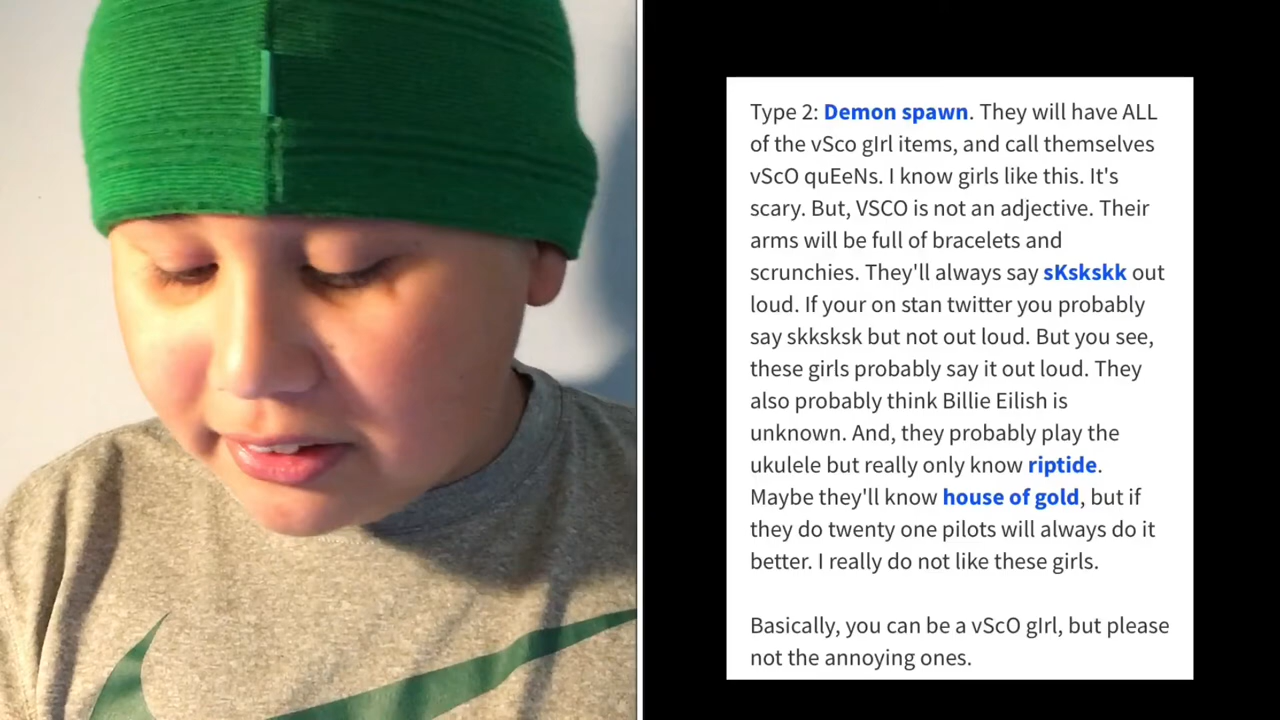 Type 2: Demon spawn. They will have ALL
of the vSco gIrl items, and call themselves
vScO quEeNs. I know girls like this. It's
scary. But, VSCO is not an adjective. Their
arms will be full of bracelets and
scrunchies. They'll always say sKskskk out
loud. If your on stan twitter you probably
say skksksk but not out loud. But you see,
these girls probably say it out loud. They
also probably think Billie Eilish is
unknown. And, they probably play the
ukulele but really only know riptide.
Maybe they'll know house of gold, but if
they do twenty one pilots will always do it
better. I really do not like these girls.
Basically, you can be a vScO gIrl, but please
not the annoying ones.